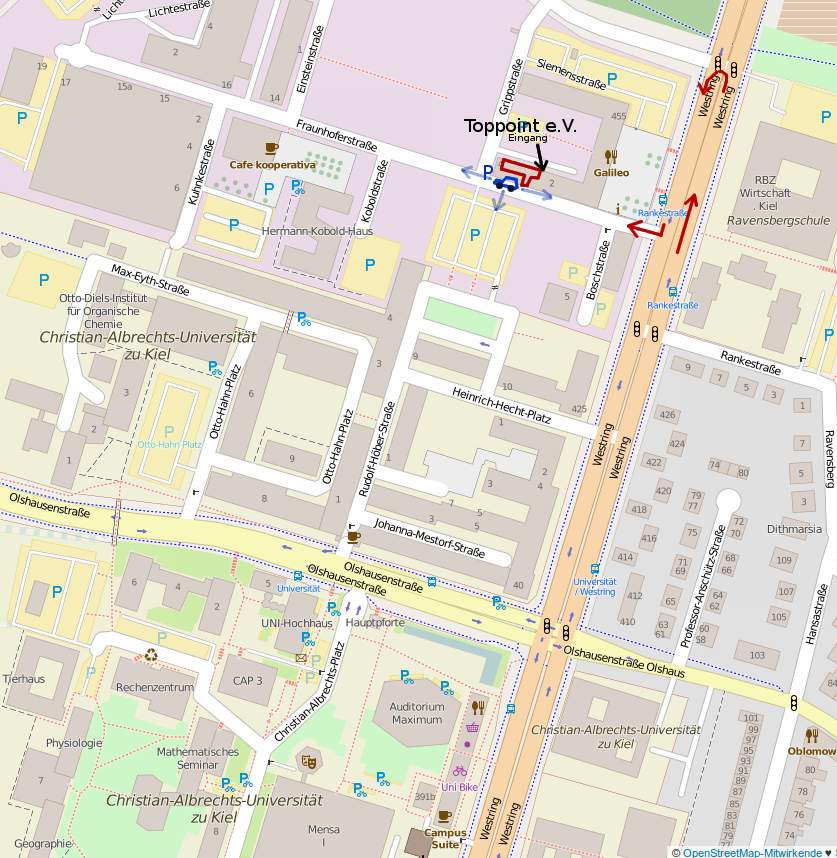 Lichtestraße
Licht
4
2
Einsteinstraße
1
3
Siemensstraße
P
Westring
Westring
19
17
15a
16
15
14
P
Grippstraße
455
P
P
2
4
6
Kuhnkestraße
Fraunhoferstraße
Toppoint e.V.
Eingang
P
2
Galileo
Cafe kooperativa
P
P
Koboldstraße
RBZ
Wirtschaft
. Kiel
Ravensbergschule
Rankestraße
P
Hermann-Kobold-Haus
P
P
Boschstraße
P
P
5
P
Max-Eyth-Straße
Otto-Diels-Institut
für Organische
Chemie
Christian-Albrechts-Universität
zu Kiel
P
4
Rankestraße
Rankestraße
P
P
9
3
6
10
425
Heinrich-Hecht-Platz
Otto-Hahn-Platz
Otto-Hahn-Platz
Rudolf-Höber-Straße
9
7
5
3
1
426
424
422
420
418
416
414
412
410
Ravensberg
7
5
3
P
Otto-Hahn Platz
2
1
9
8
1
1
1
2
4
3
7
5
3
5
Westring
Westring
74
80
79
77
75
71
69
65
63
61
72
70
68
66
64
62
60
58
Dithmarsia
109
107
105
103
Professor-Anschütz-Straße
Hansastraße
Olshausenstraße
Johanna-Mestorf-Straße
40
Olshausenstraße
Olshausenstraße
Universität
Universität
/ Westring
P
6
4
2
5
P
P
UNI-Hochhaus
P
Hauptpforte
P
P
P
Olshausenstraße Olshaus
Tierhaus
Rechenzentrum
CAP 3
Christian-Albrechts-Platz
P
P
Auditorium
Maximum
Christian-Albrechts-Universität
zu Kiel
Physiologie
Mathematisches
Seminar
7
Christian-Albrechts-Universität
zu Kiel
8
P
P
P
P
Uni Bike
391b
Mensa
I
Campus
Suite
Geographie
Westring
Westring
101
99
97
95
93
91
89
87
85
83
81
79
84
Oblomow
80
78
76
74
© OpenStreetMap-Mitwirkende ♥